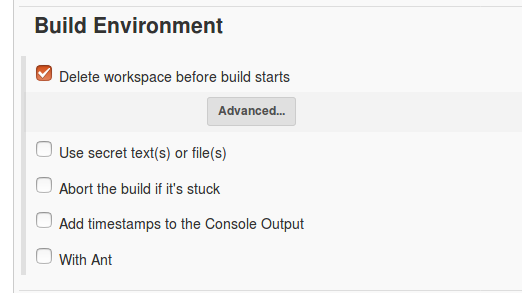 Build Environment
Delete workspace before build starts
Advanced...
Use secret text(s) or file(s)
Abort the build if it's stuck
Add timestamps to the Console Output
With Ant